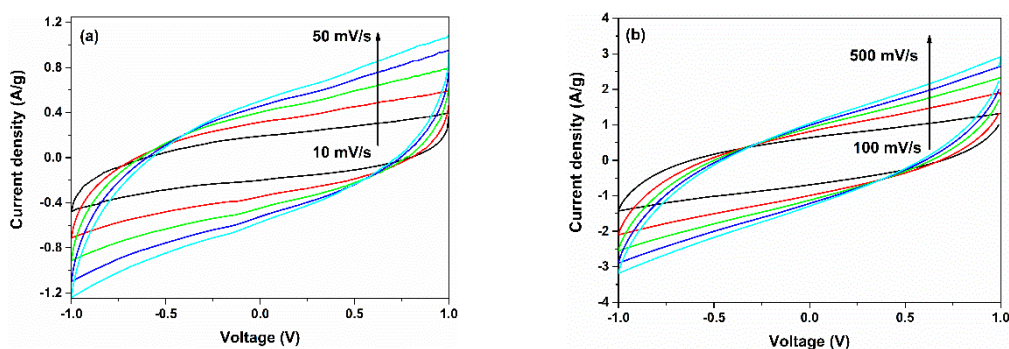 (a)
50 mV/s
10 mV/s
Current density (A/g)
1.2
0.8
0.4
0.0
-0.4
-0.8
-1.2
-1.0
-0.5
0.0
0.5
1.0
Voltage (V)
(b)
500 mV/s
100 mV/s
Current density (A/g)
4
3
2
1
0
-1
-2
-3
-4
-1.0
-0.5
0.0
0.5
1.0
Voltage (V)